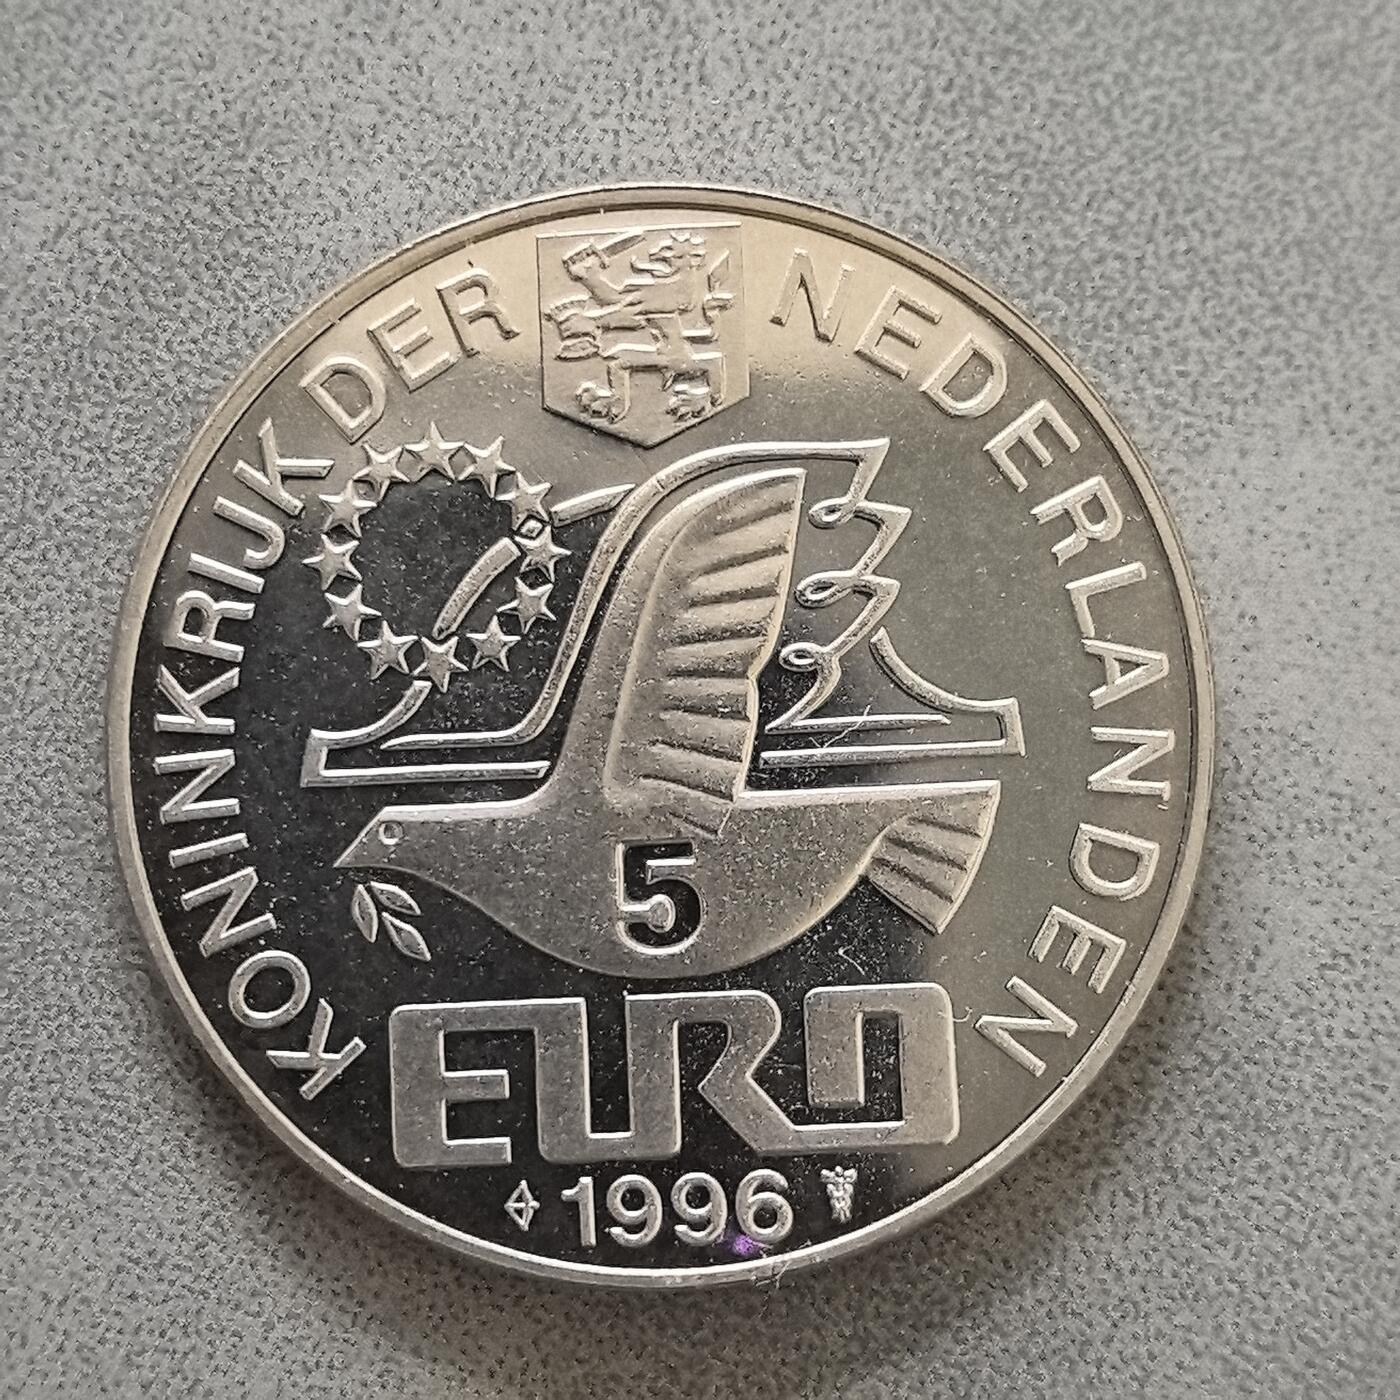 KONINKRIJK DER NEDERLANDEN
5
EURO
1996